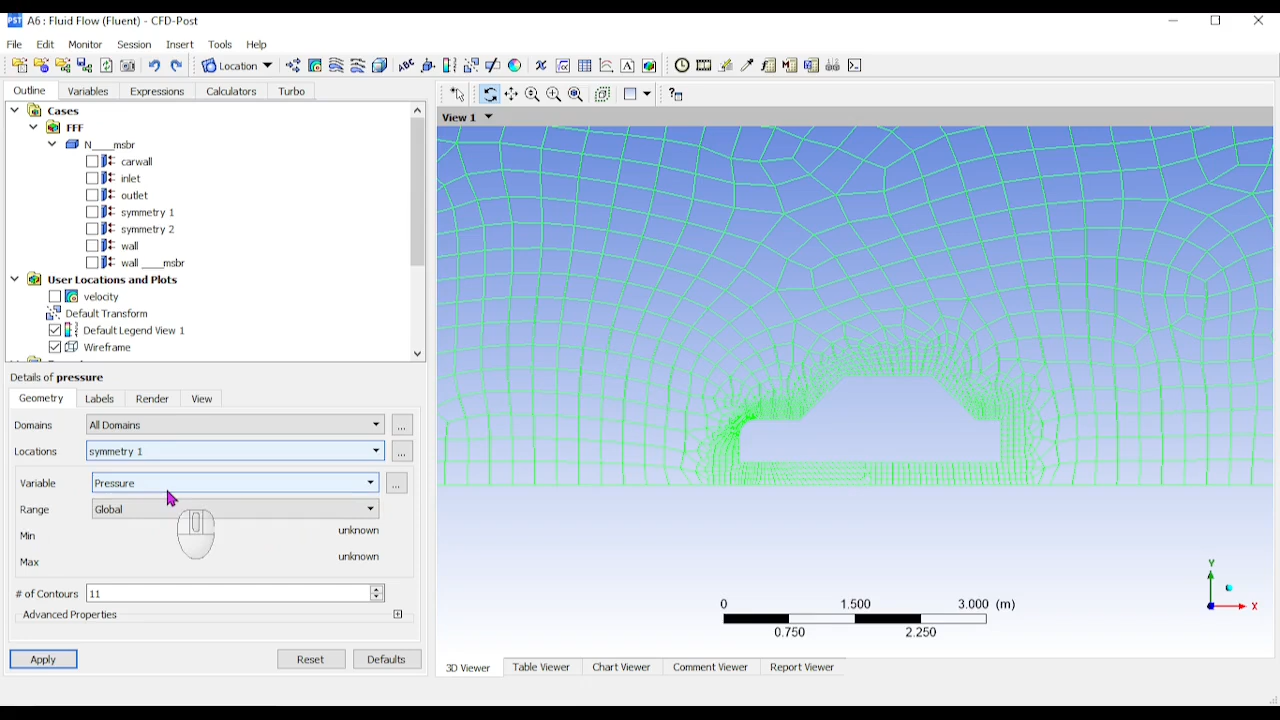 PST A6 : Fluid Flow (Fluent) - CFD-Post
File Edit Monitor Session Insert Tools Help
Location
Outline Variables Expressions Calculators Turbo
Cases
FFF
N____msbr
carwall
inlet
outlet
symmetry 1
symmetry 2
wall
wall ____msbr
User Locations and Plots
velocity
Default Transform
Default Legend View 1
Wireframe
Details of pressure
Geometry Labels Render View
Domains All Domains ...
Locations symmetry 1 ...
Variable Pressure ...
Range Global
Min unknown
Max unknown
# of Contours 11
Advanced Properties
Apply Reset Defaults
View 1
0 1.500 3.000 (m)
0.750 2.250
Y
X
3D Viewer Table Viewer Chart Viewer Comment Viewer Report Viewer